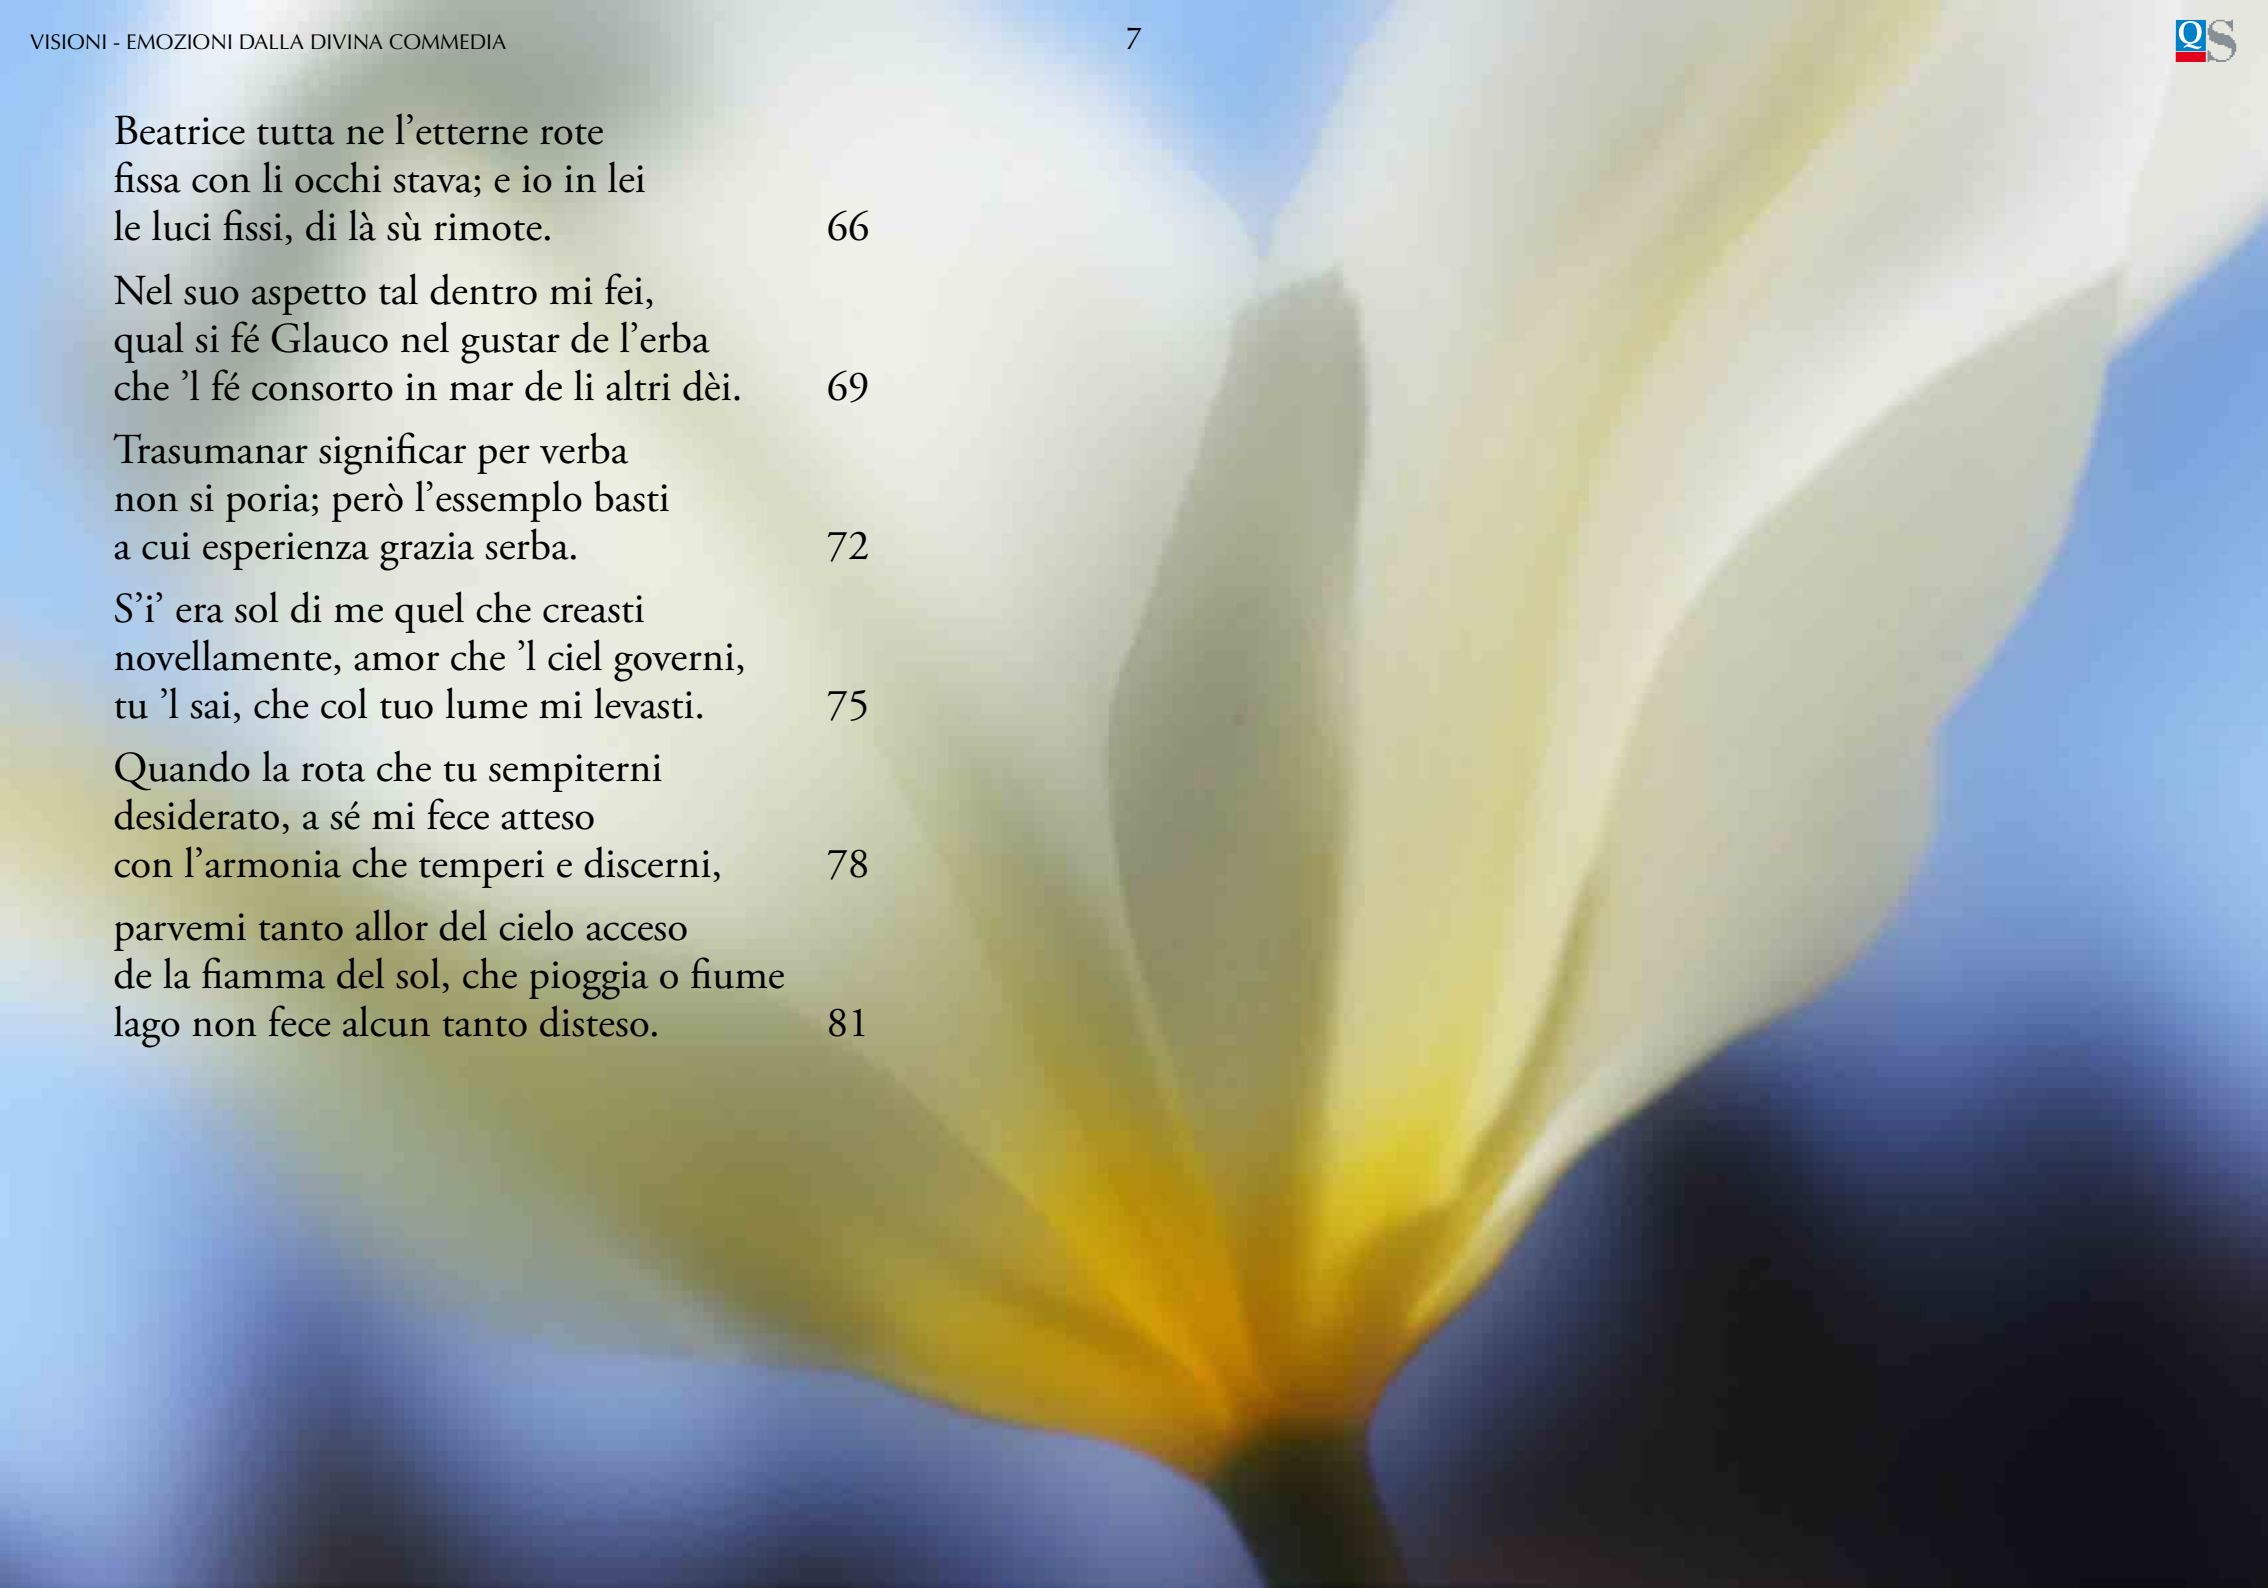 VISIONI - EMOZIONI DALLA DIVINA COMMEDIA
7
QS
Beatrice tutta ne l’etterne rote
fissa con li occhi stava; e io in lei
le luci fissi, di là sù rimote. 66
Nel suo aspetto tal dentro mi fei,
qual si fé Glauco nel gustar de l’erba
che ’l fé consorto in mar de li altri dèi. 69
Trasumanar significar per verba
non si poria; però l’essemplo basti
a cui esperienza grazia serba. 72
S’i’ era sol di me quel che creasti
novellamente, amor che ’l ciel governi,
tu ’l sai, che col tuo lume mi levasti. 75
Quando la rota che tu sempiterni
desiderato, a sé mi fece atteso
con l’armonia che temperi e discerni, 78
parvemi tanto allor del cielo acceso
de la fiamma del sol, che pioggia o fiume
lago non fece alcun tanto disteso. 81